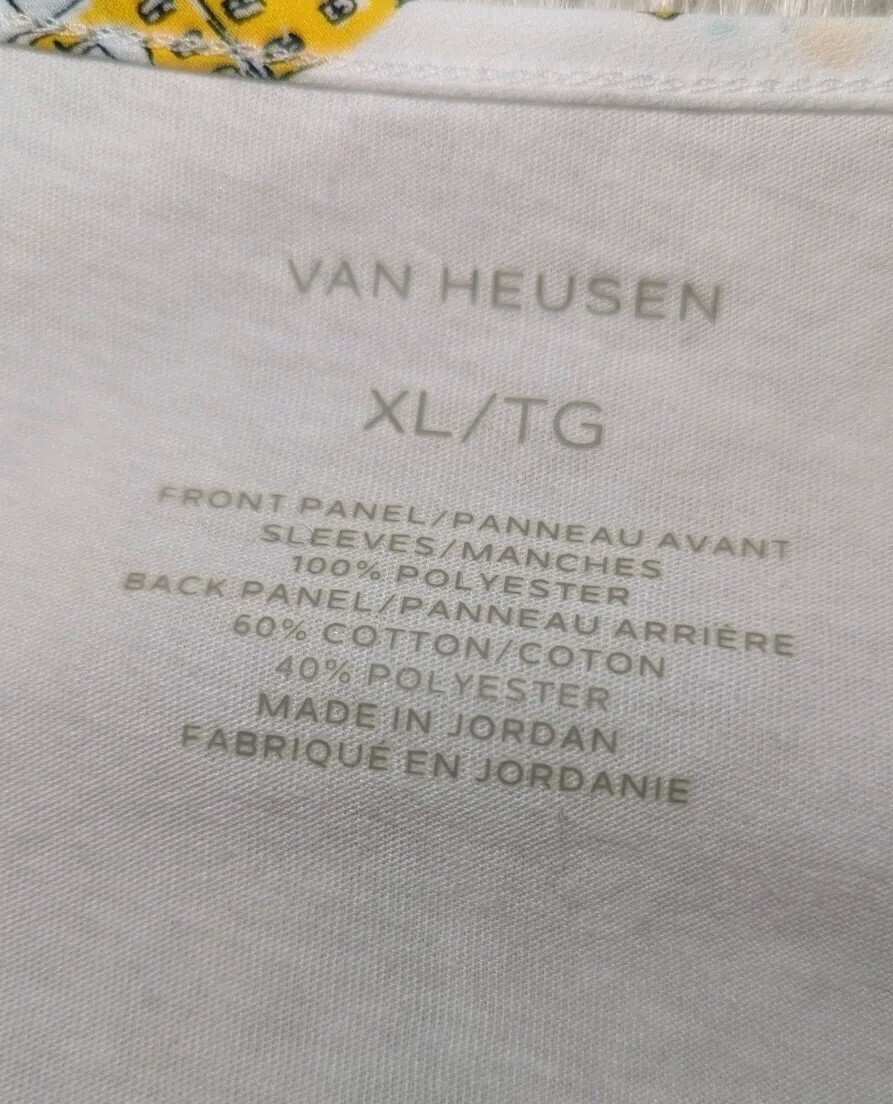 VAN HEUSEN
XL/TG
FRONT PANEL/PANNEAU AVANT
SLEEVES/MANCHES
100% POLYESTER
BACK PANEL/PANNEAU ARRIÈRE
60% COTTON/COTON
40% POLYESTER
MADE IN JORDAN
FABRIQUÉ EN JORDANIE